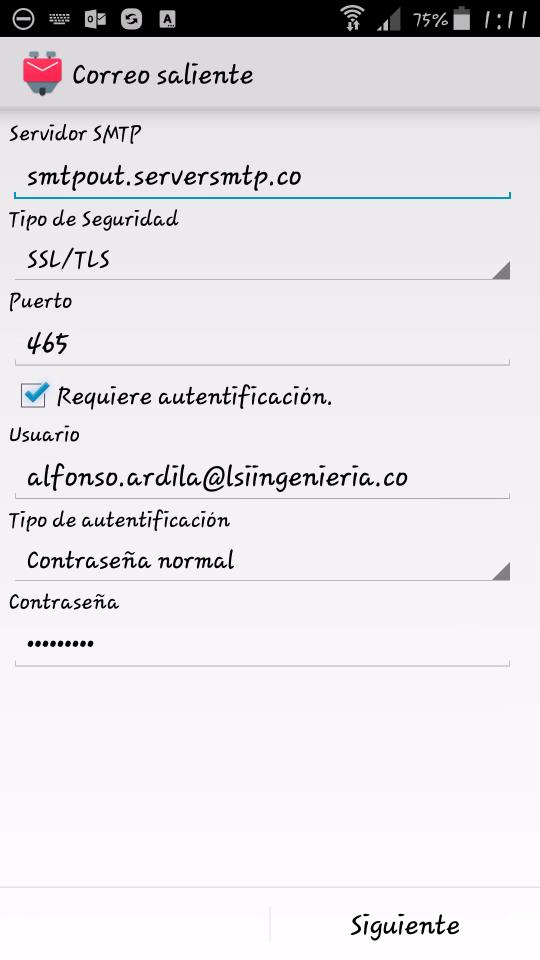 75% 1:11
Correo saliente
Servidor SMTP
smtpout.serversmtp.co
Tipo de Seguridad
SSL/TLS
Puerto
465
Requiere autentificación.
Usuario
alfonso.ardila@lsiingenieria.co
Tipo de autentificación
Contraseña normal
Contraseña
•••••••••
Siguiente